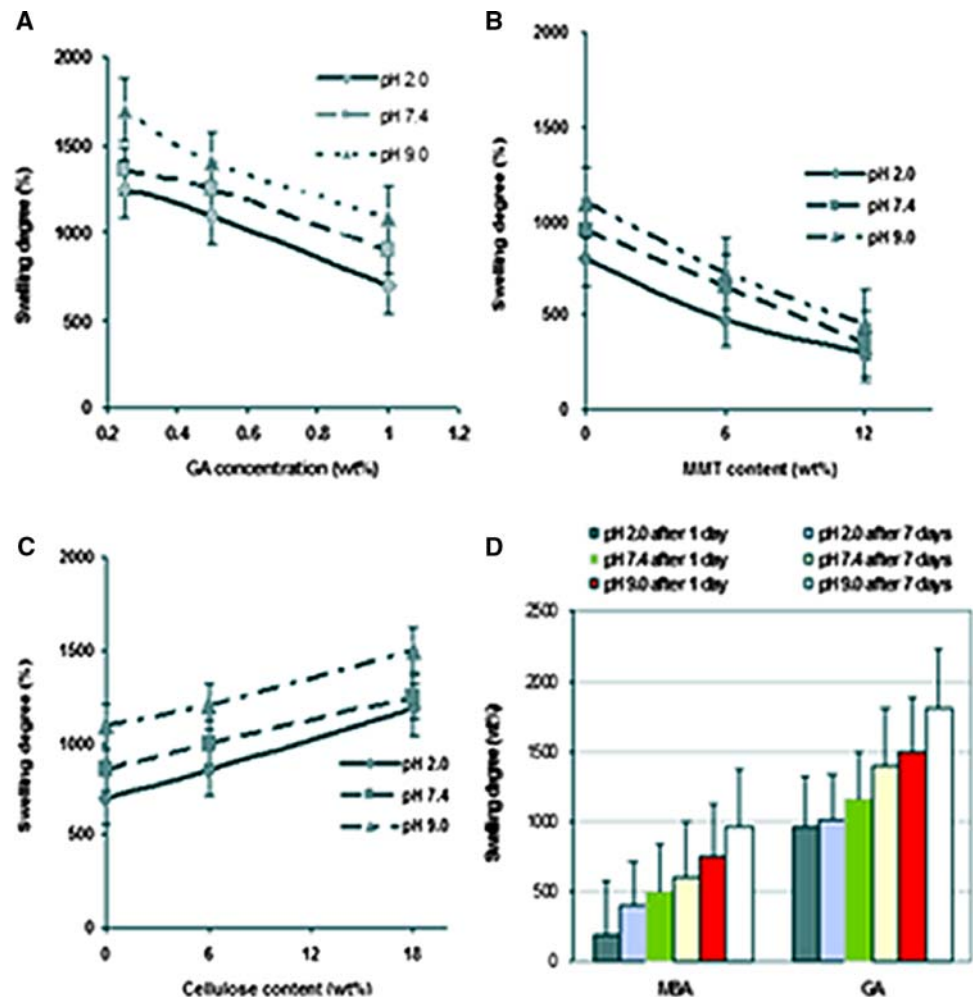 A
Swelling degree (%)
2000
1500
1000
500
0
0.2 0.4 0.6 0.8 1 1.2
GA concentration (wt%)
pH 2.0
pH 7.4
pH 9.0
B
Swelling degree (%)
2000
1500
1000
500
0
0 6 12
MMT content (wt%)
pH 2.0
pH 7.4
pH 9.0
C
Swelling degree (%)
2000
1500
1000
500
0
0 6 12 18
Cellulose content (wt%)
pH 2.0
pH 7.4
pH 9.0
D
pH 2.0 after 1 day pH 2.0 after 7 days
pH 7.4 after 1 day pH 7.4 after 7 days
pH 9.0 after 1 day pH 9.0 after 7 days
Swelling degree (wt%)
2500
2000
1500
1000
500
0
MBA GA